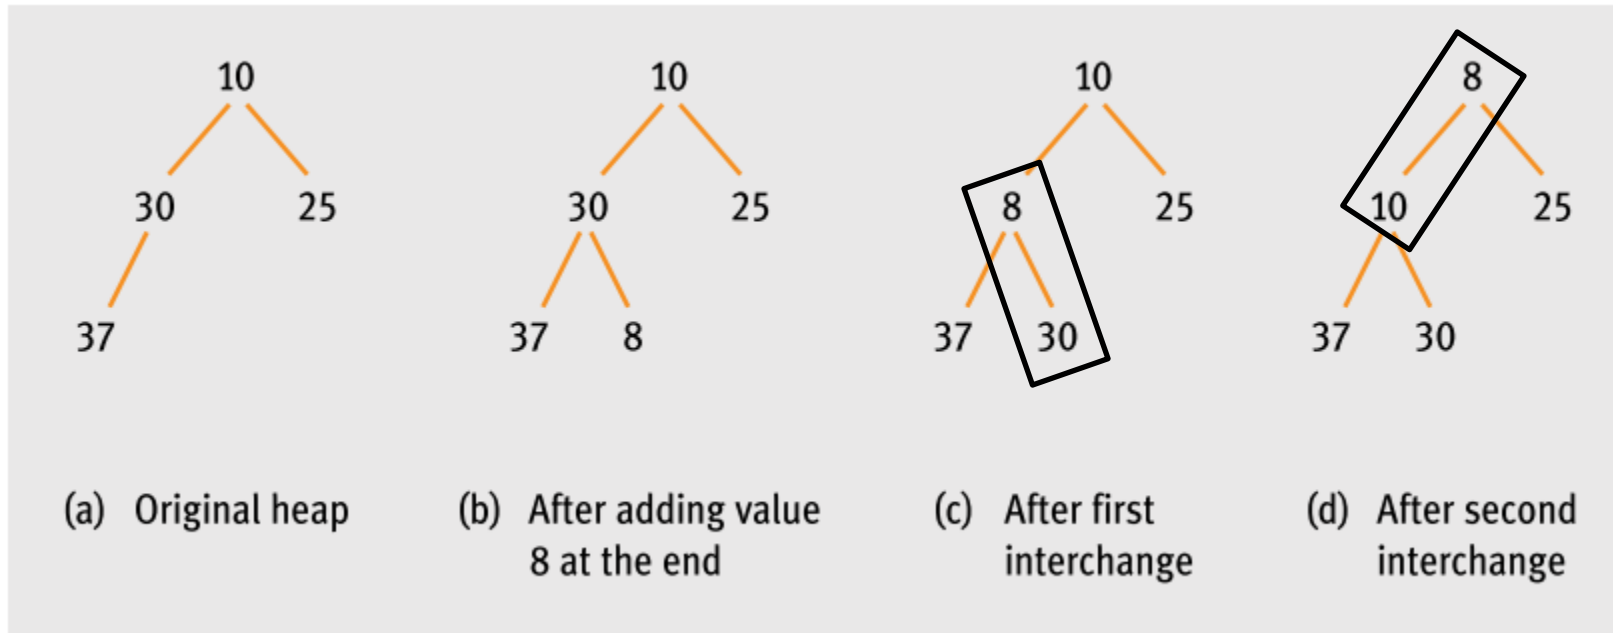 10 10 10 8
30 25 30 25 8 25 10 25
37 37 8 37 30 37 30
(a) Original heap (b) After adding value (c) After first (d) After second
8 at the end interchange interchange